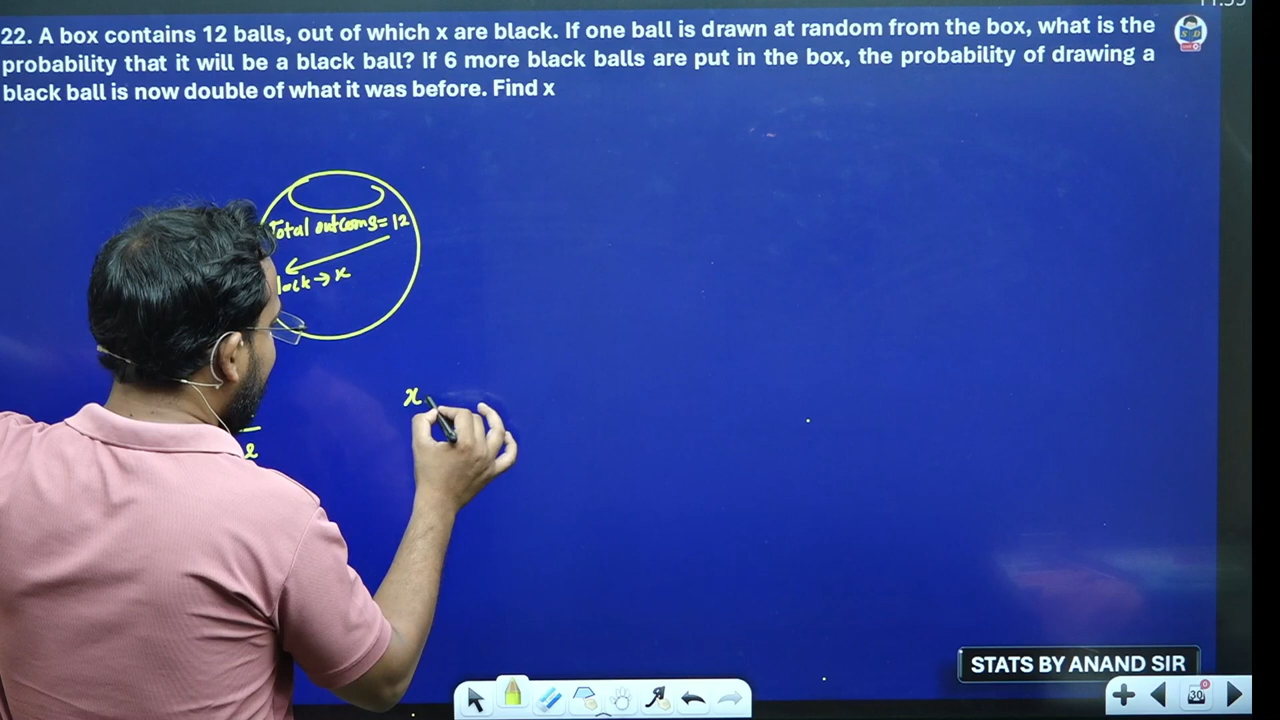 22. A box contains 12 balls, out of which x are black. If one ball is drawn at random from the box, what is the
probability that it will be a black ball? If 6 more black balls are put in the box, the probability of drawing a
black ball is now double of what it was before. Find x
Total outcoms = 12
lack → x
x
STATS BY ANAND SIR
30